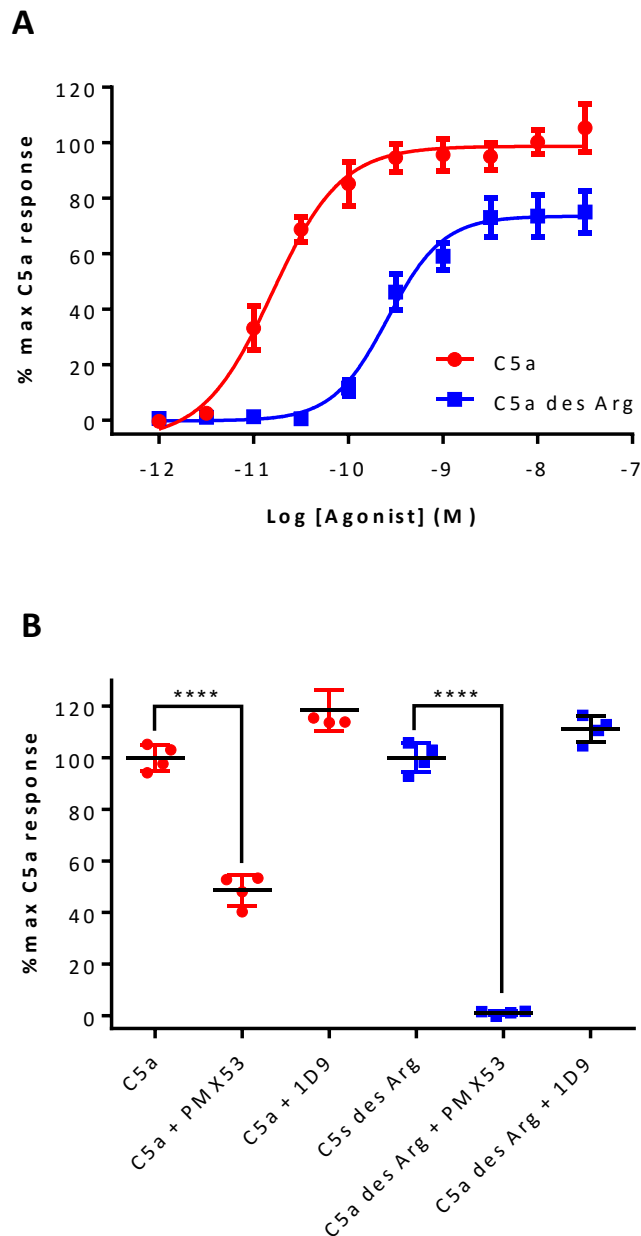 A
% max C5a response
120
100
80
60
40
20
0
C5a
C5a des Arg
-12 -11 -10 -9 -8 -7
Log [Agonist] (M)
B
%max C5a response
120
100
80
60
40
20
0
****
****
C5a
C5a + PMX53
C5a + 1D9
C5s des Arg
C5a des Arg + PMX53
C5a des Arg + 1D9